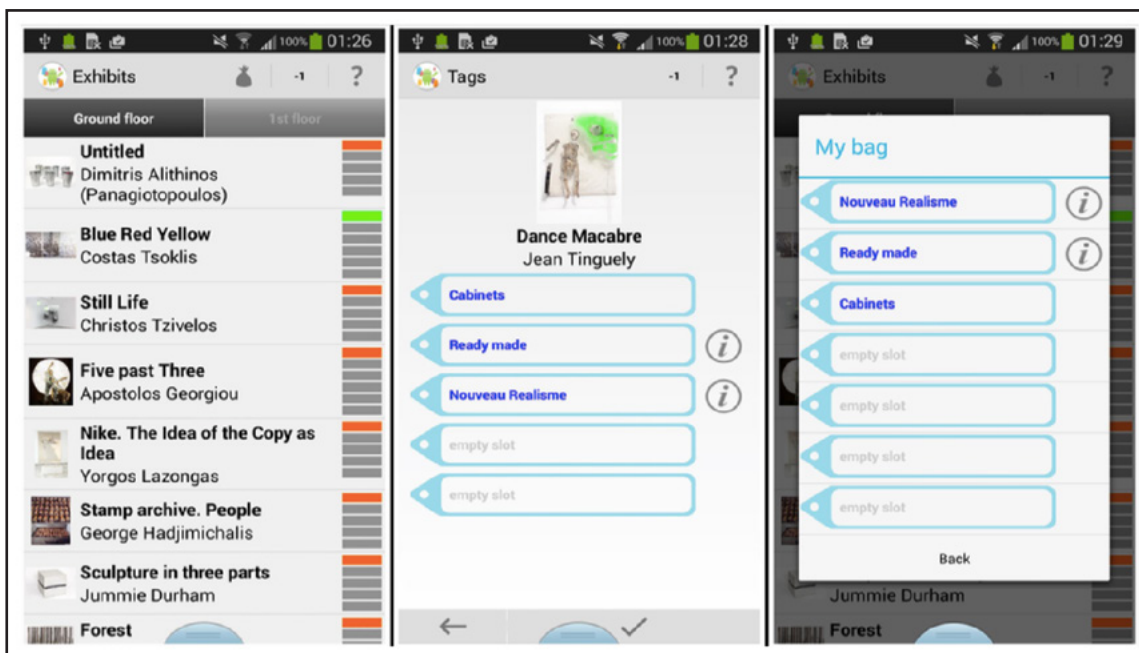 100% 01:26
Exhibits -1 ?
Ground floor 1st floor
Untitled
Dimitris Alithinos
(Panagiotopoulos)
Blue Red Yellow
Costas Tsoklis
Still Life
Christos Tzivelos
Five past Three
Apostolos Georgiou
Nike. The Idea of the Copy as
Idea
Yorgos Lazongas
Stamp archive. People
George Hadjimichalis
Sculpture in three parts
Jummie Durham
Forest
100% 01:28
Tags -1 ?
Dance Macabre
Jean Tinguely
Cabinets
Ready made i
Nouveau Realisme i
empty slot
empty slot
100% 01:29
Exhibits -1 ?
My bag
Nouveau Realisme i
Ready made i
Cabinets
empty slot
empty slot
empty slot
empty slot
Back
Jummie Durham
Forest